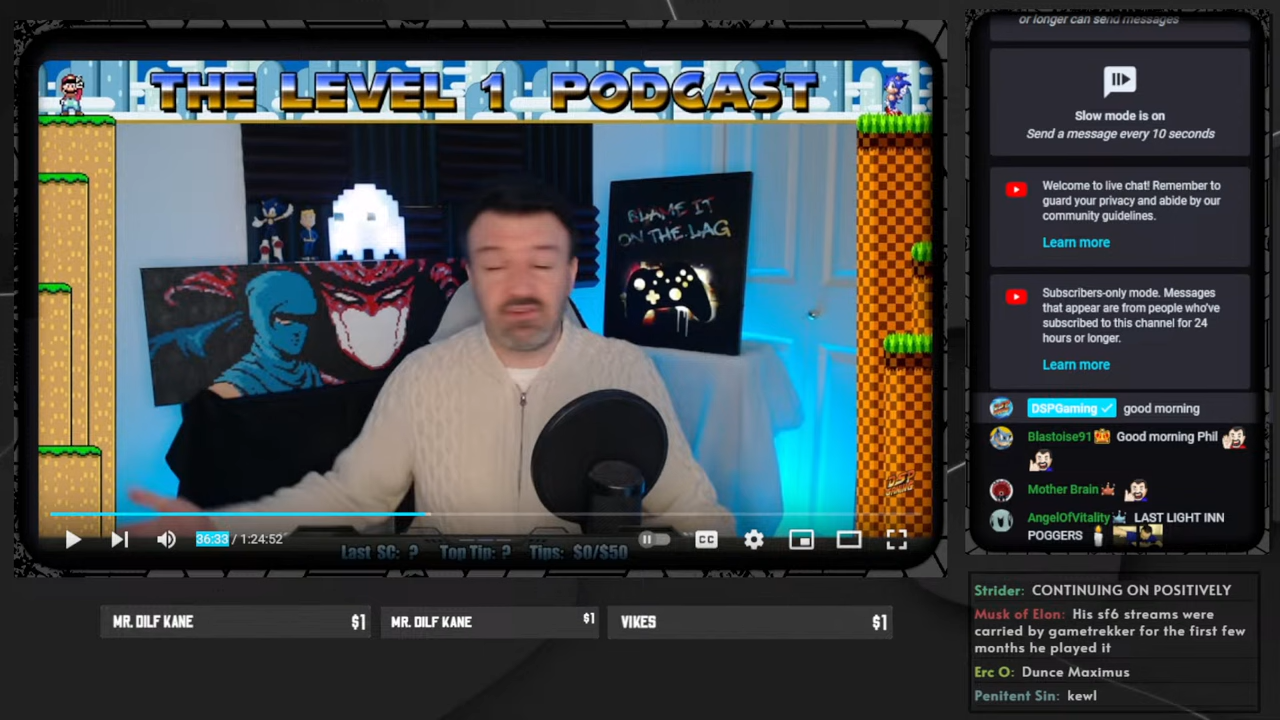 or longer can send messages
THE LEVEL 1 PODCAST
Slow mode is on
Send a message every 10 seconds
Welcome to live chat! Remember to
guard your privacy and abide by our
community guidelines.
Learn more
BLAME IT
ON THE LAG
Subscribers-only mode. Messages
that appear are from people who've
subscribed to this channel for 24
hours or longer.
Learn more
DSPGaming good morning
Blastoise91 Good morning Phil
Mother Brain
AngelOfVitality LAST LIGHT INN
POGGERS
DSP
GAMING
36:33 / 1:24:52
CC
Last SC: ? Top Tip: ? Tips: $0/$50
Strider: CONTINUING ON POSITIVELY
Musk of Elon: His sf6 streams were
carried by gametrekker for the first few
months he played it
Erc O: Dunce Maximus
Penitent Sin: kewl
MR. DILF KANE $1
MR. DILF KANE $1
VIKES $1